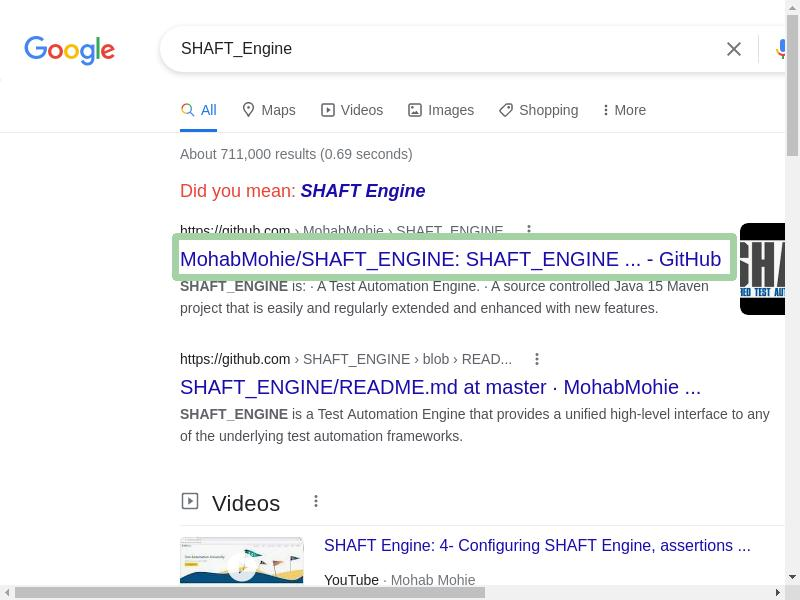 Google
SHAFT_Engine
All Maps Videos Images Shopping More
About 711,000 results (0.69 seconds)
Did you mean: SHAFT Engine
https://github.com › MohabMohie › SHAFT_ENGINE
MohabMohie/SHAFT_ENGINE: SHAFT_ENGINE ... - GitHub
SHAFT_ENGINE is: · A Test Automation Engine. · A source controlled Java 15 Maven
project that is easily and regularly extended and enhanced with new features.
https://github.com › SHAFT_ENGINE › blob › READ...
SHAFT_ENGINE/README.md at master · MohabMohie ...
SHAFT_ENGINE is a Test Automation Engine that provides a unified high-level interface to any
of the underlying test automation frameworks.
Videos
SHAFT Engine: 4- Configuring SHAFT Engine, assertions ...
YouTube · Mohab Mohie